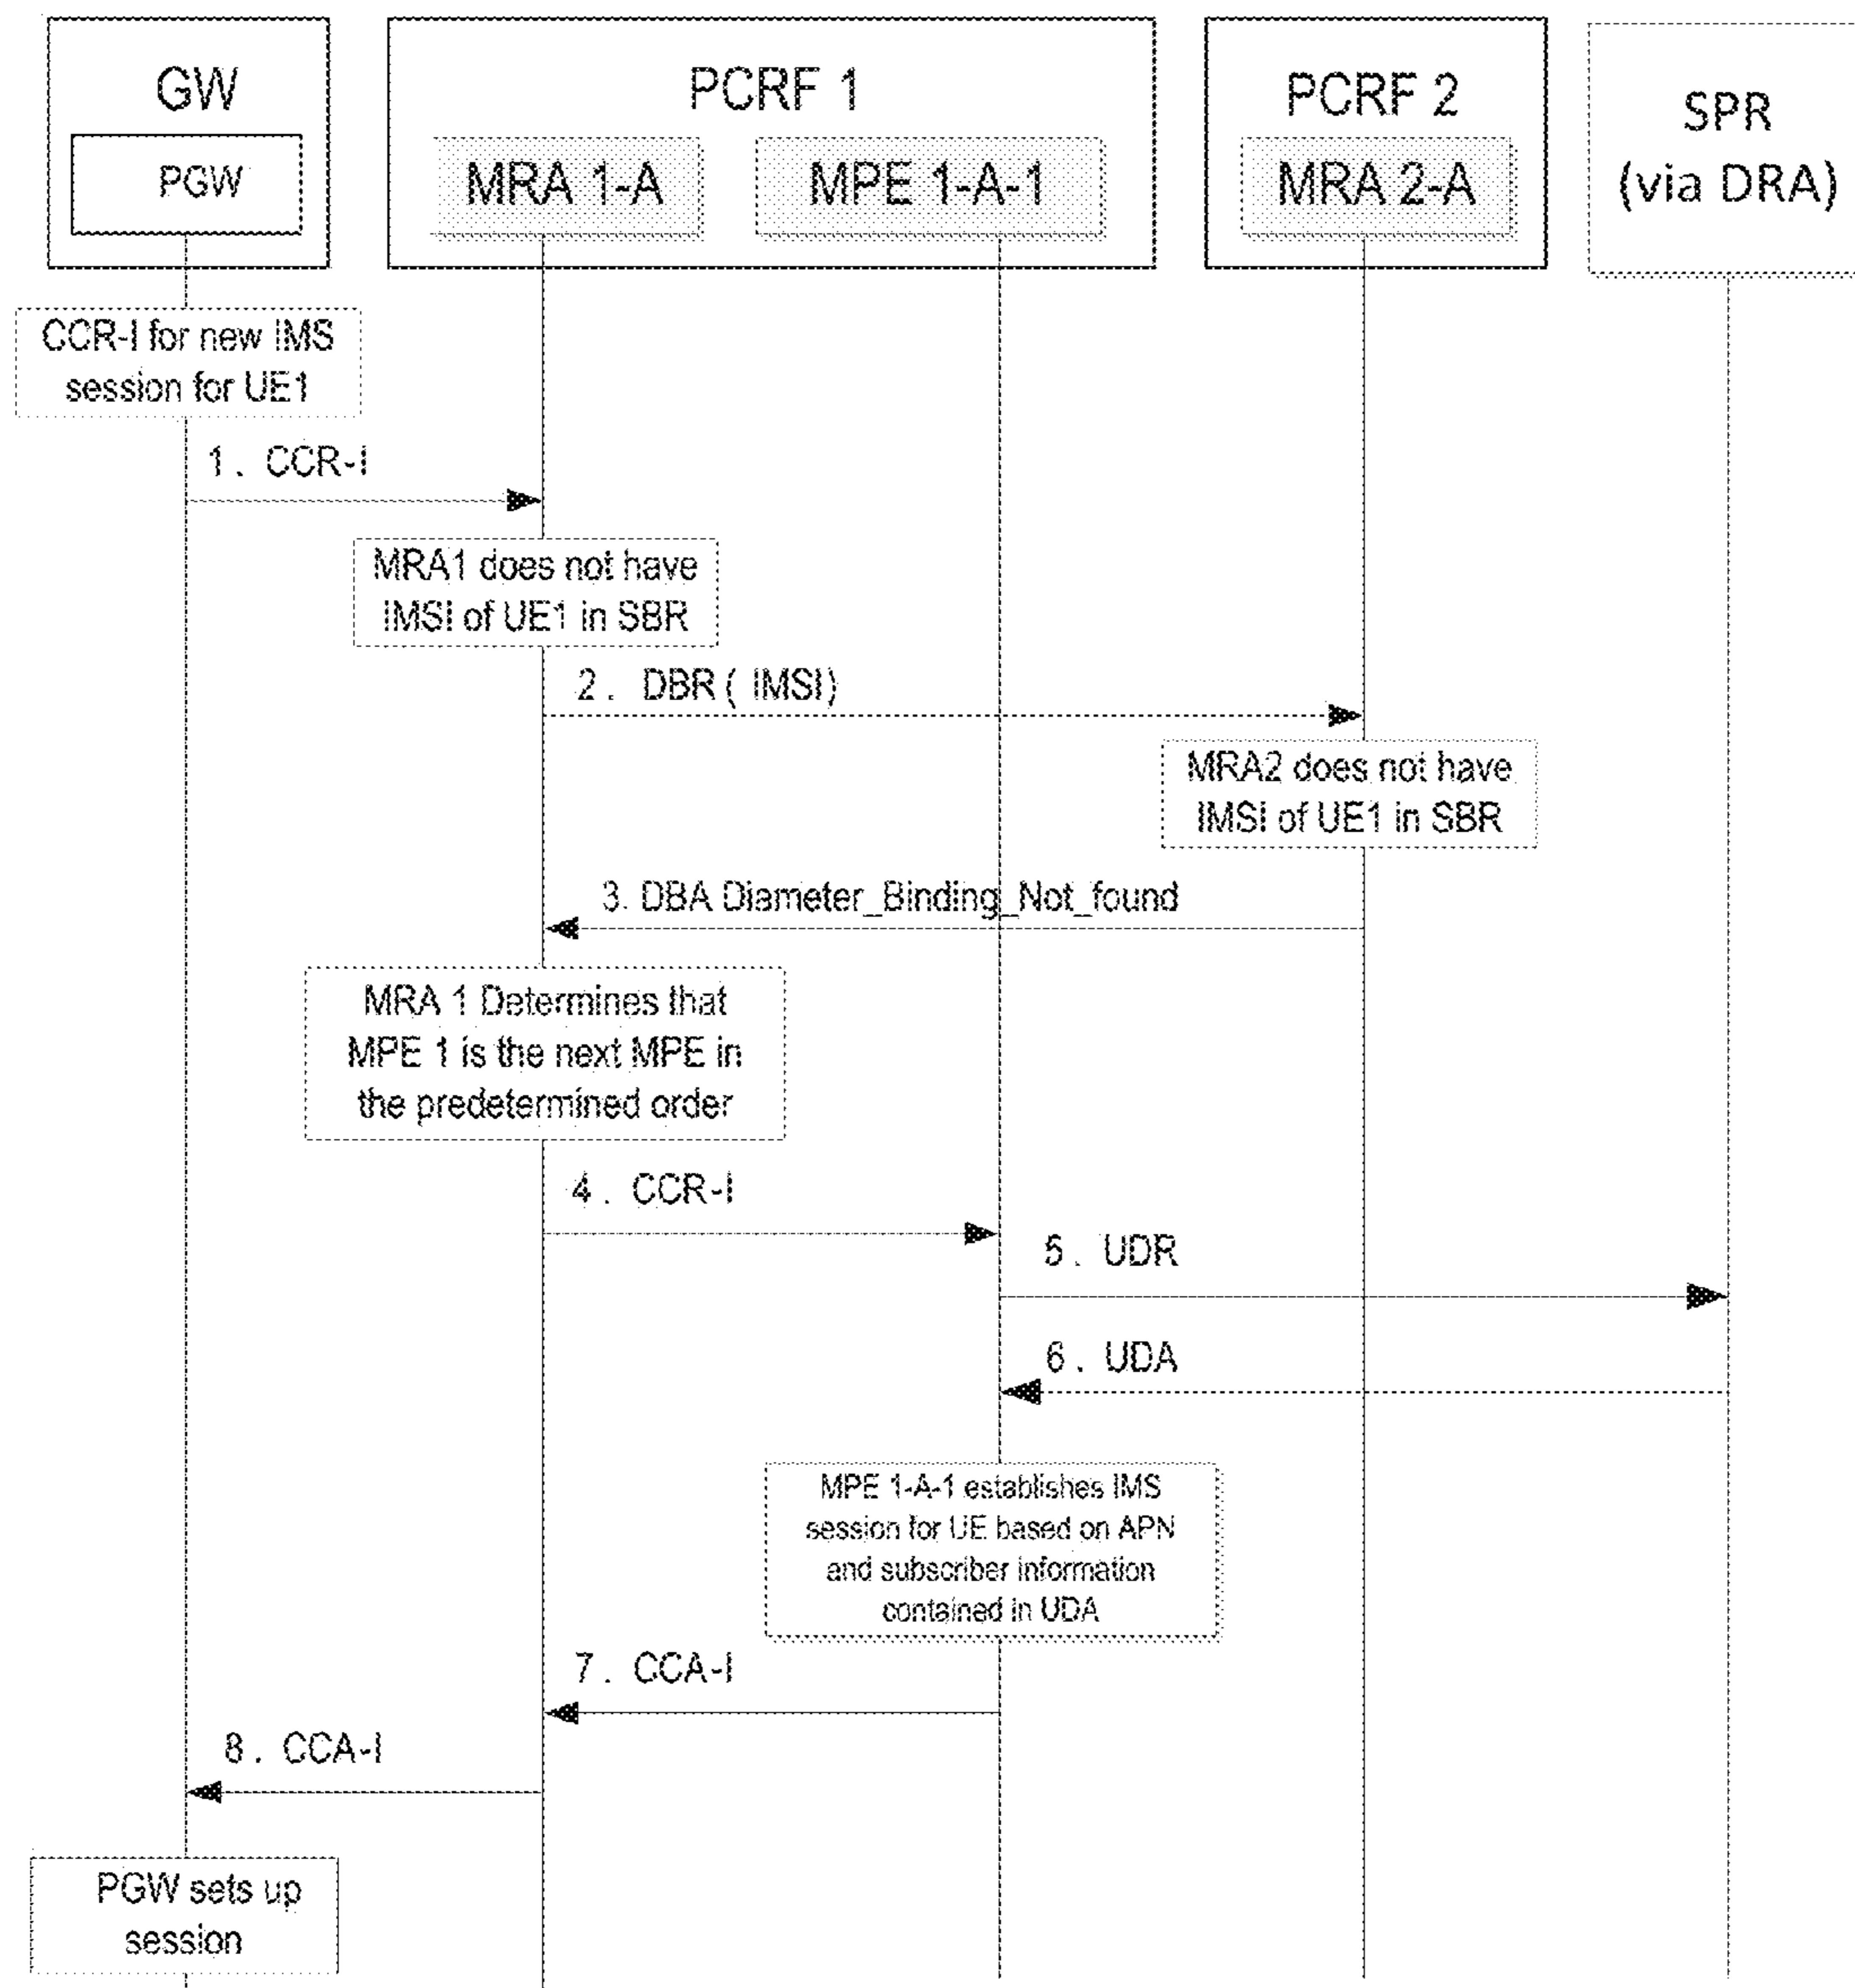 GW
PCRF 1
PCRF 2
SPR
(via DRA)
PGW
MRA 1-A
MPE 1-A-1
MRA 2-A
CCR-I for new IMS
session for UE1
1. CCR-I
MRA1 does not have
IMSI of UE1 in SBR
2. DBR ( IMSI)
MRA2 does not have
IMSI of UE1 in SBR
3. DBA Diameter_Binding_Not_found
MRA 1 Determines that
MPE 1 is the next MPE in
the predetermined order
4. CCR-I
5. UDR
6. UDA
MPE 1-A-1 establishes IMS
session for UE based on APN
and subscriber information
contained in UDA
7. CCA-I
8. CCA-I
PGW sets up
session